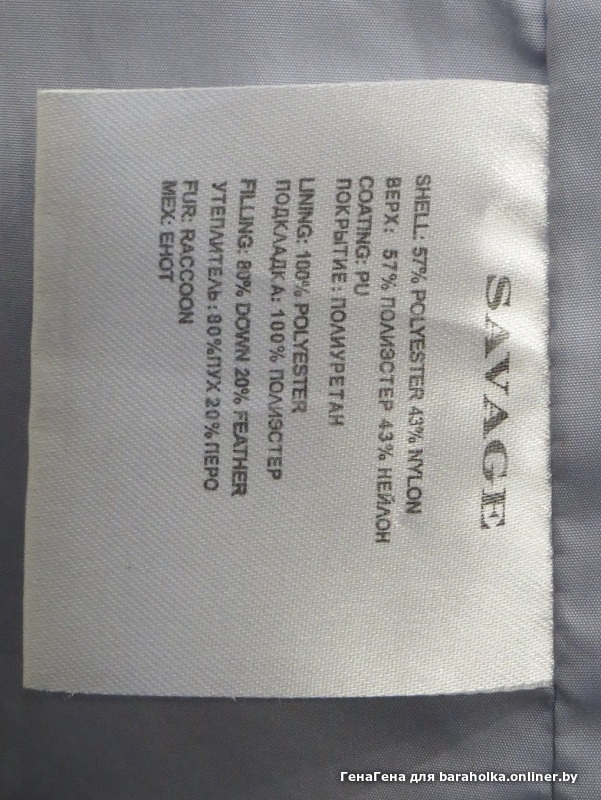 SAVAGE
SHELL: 57% POLYESTER 43% NYLON
ВЕРХ: 57% ПОЛИЭСТЕР 43% НЕЙЛОН
COATING: PU
ПОКРЫТИЕ: ПОЛИУРЕТАН
LINING: 100% POLYESTER
ПОДКЛАДКА: 100% ПОЛИЭСТЕР
FILLING: 80% DOWN 20% FEATHER
УТЕПЛИТЕЛЬ: 80%ПУХ 20% ПЕРО
FUR: RACCOON
МЕХ: ЕНОТ
ГенаГена для baraholka.onliner.by